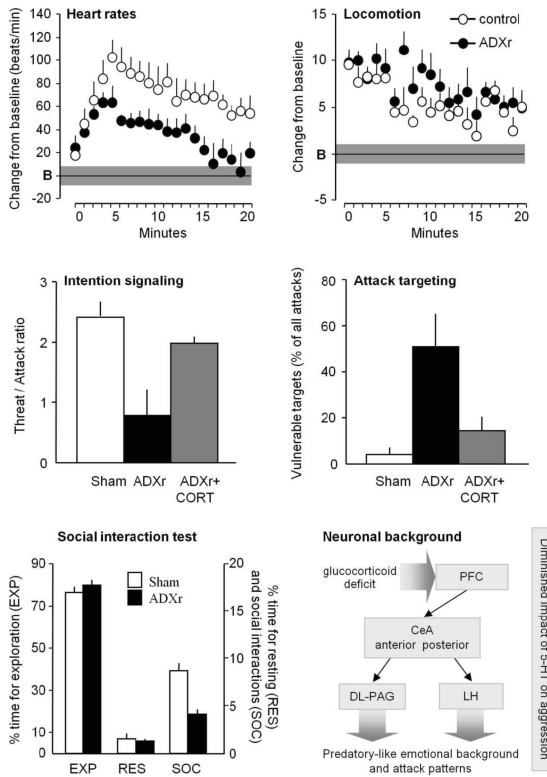 Heart rates
Change from baseline (beats/min)
140
120
100
80
60
40
20
B
-20
0
5
10
15
20
Minutes
Locomotion
control
ADXr
Change from baseline
15
10
5
B
-5
0
5
10
15
20
Minutes
Intention signaling
Threat / Attack ratio
3
2
1
0
Sham
ADXr
ADXr+
CORT
Attack targeting
Vulnerable targets (% of all attacks)
80
60
40
20
0
Sham
ADXr
ADXr+
CORT
Social interaction test
% time for exploration (EXP)
90
70
50
30
10
0
Sham
ADXr
20
15
10
5
0
% time for resting (RES)
and social interactions (SOC)
EXP
RES
SOC
Neuronal background
glucocorticoid
deficit
PFC
CeA
anterior posterior
DL-PAG
LH
Predatory-like emotional background
and attack patterns
Diminished impact of 5-HT on aggression